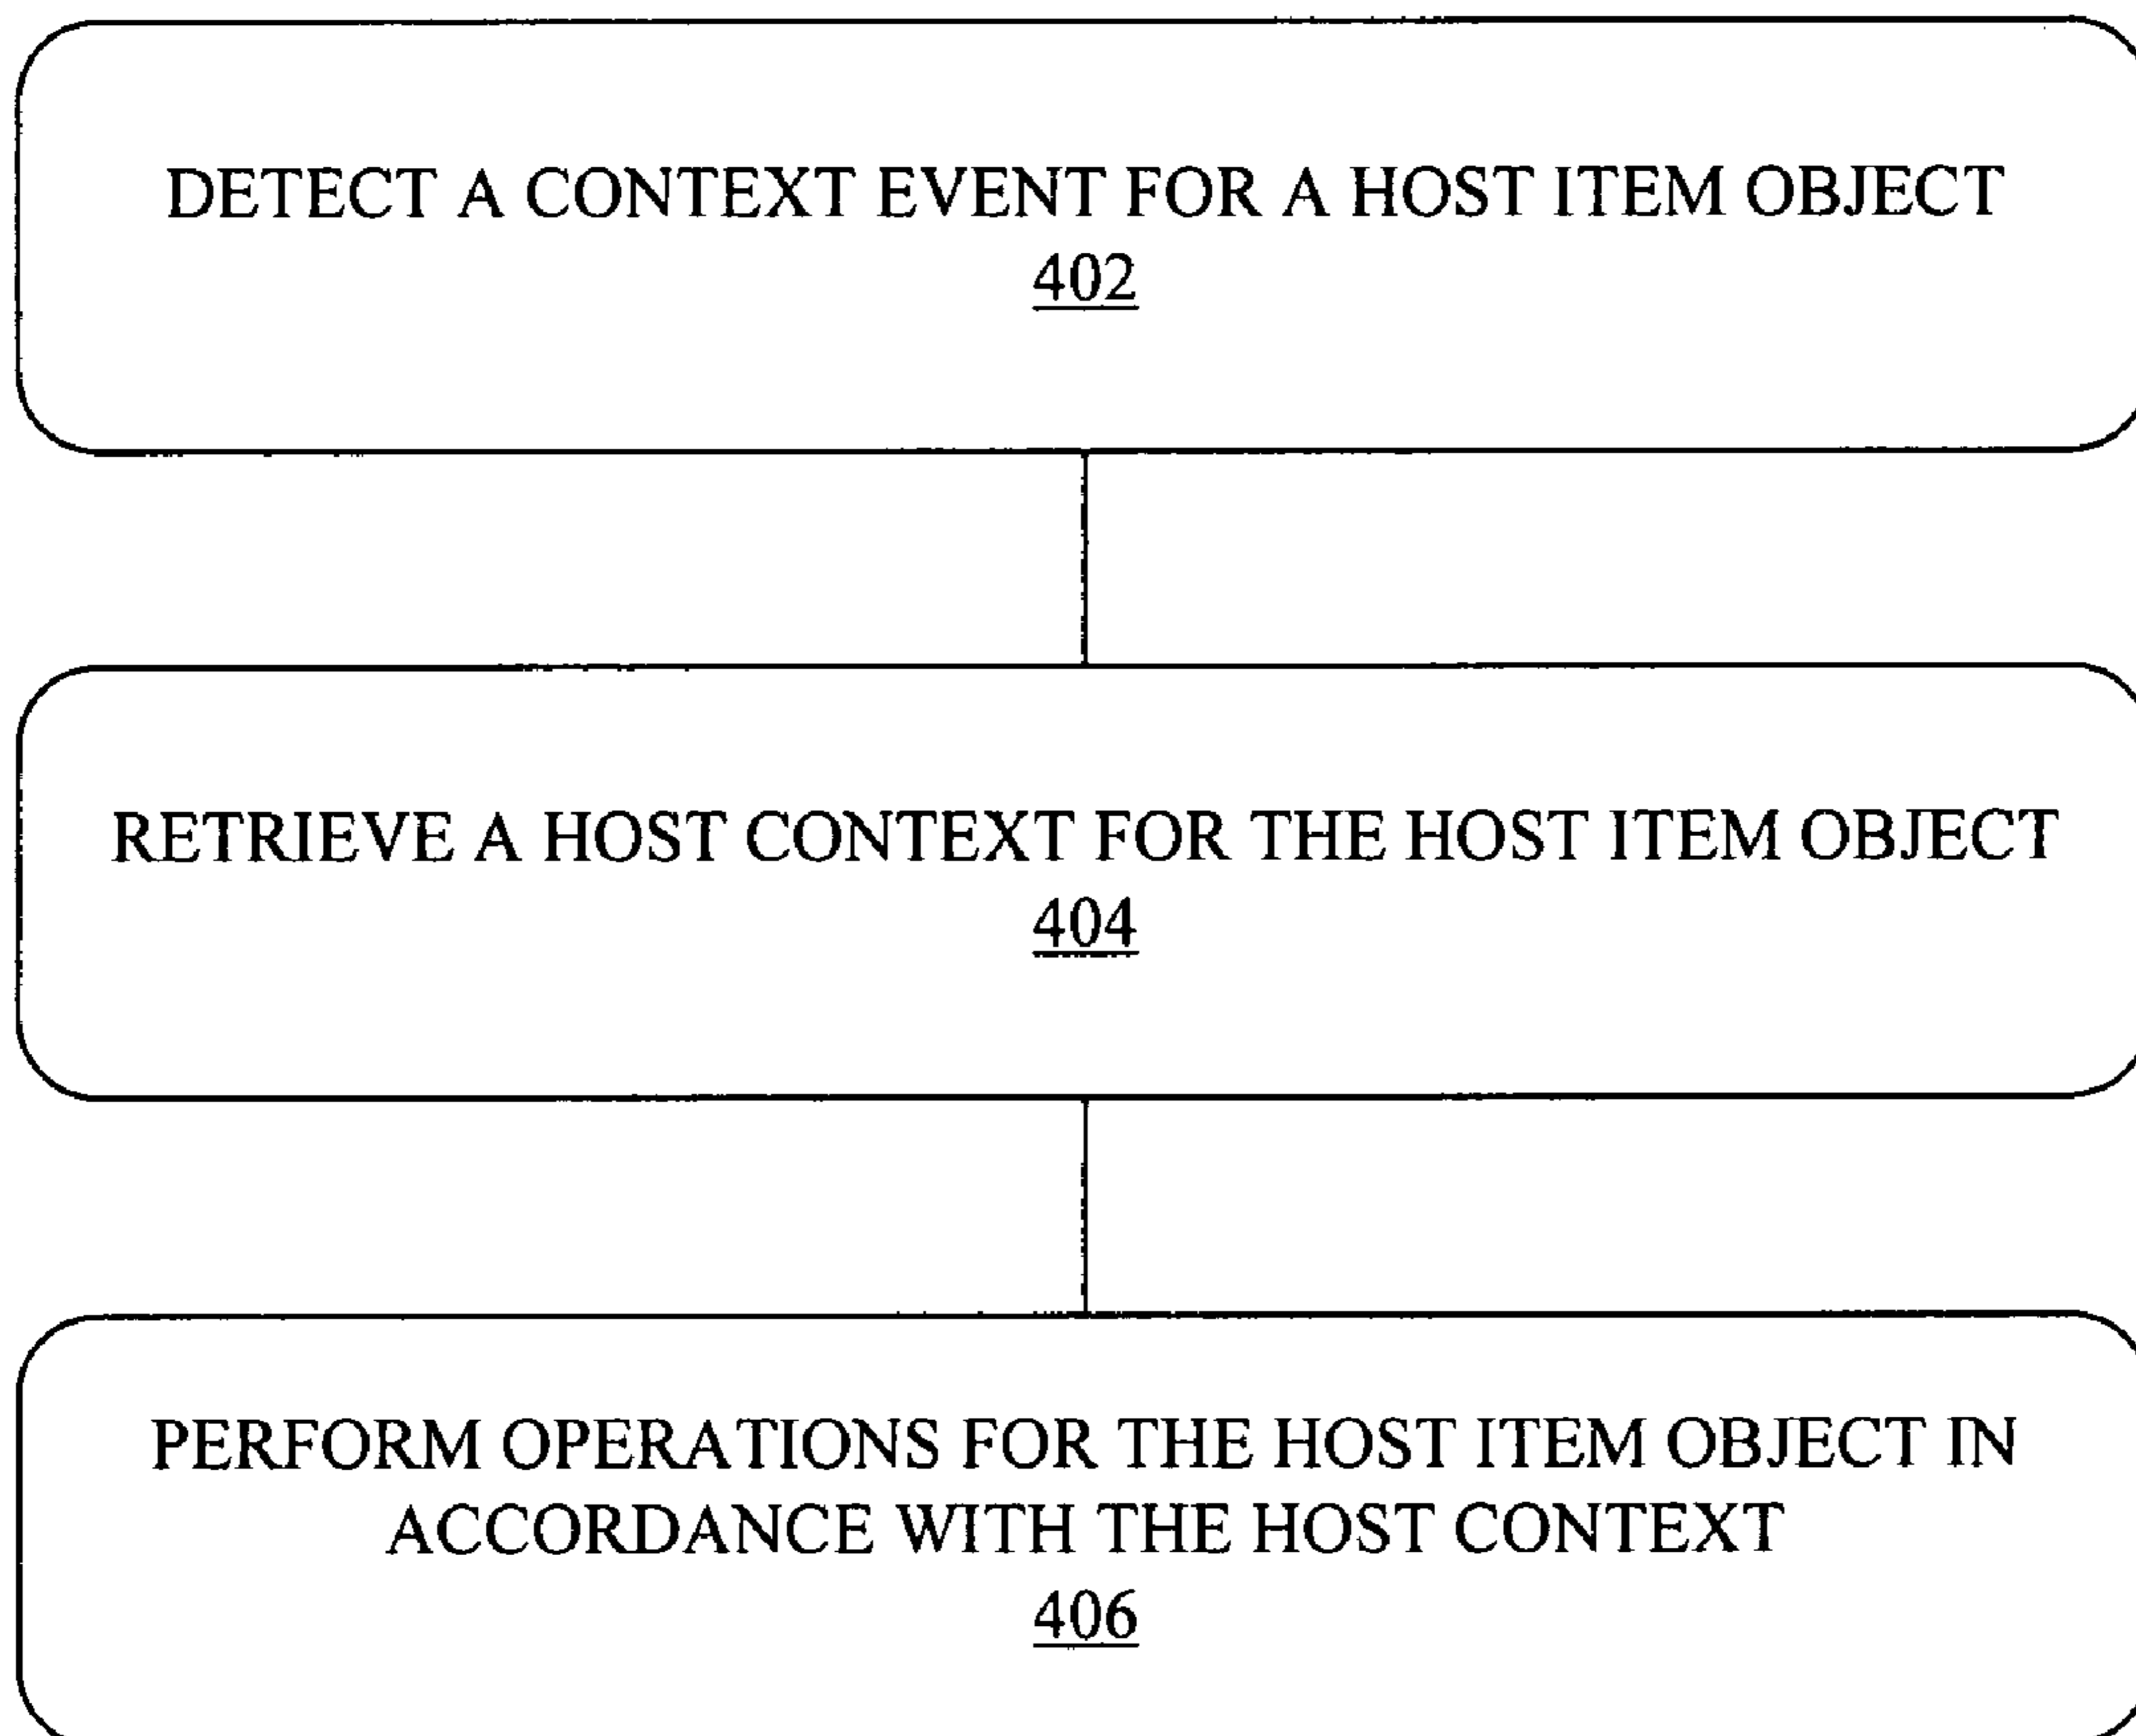 DETECT A CONTEXT EVENT FOR A HOST ITEM OBJECT
402
RETRIEVE A HOST CONTEXT FOR THE HOST ITEM OBJECT
404
PERFORM OPERATIONS FOR THE HOST ITEM OBJECT IN
ACCORDANCE WITH THE HOST CONTEXT
406